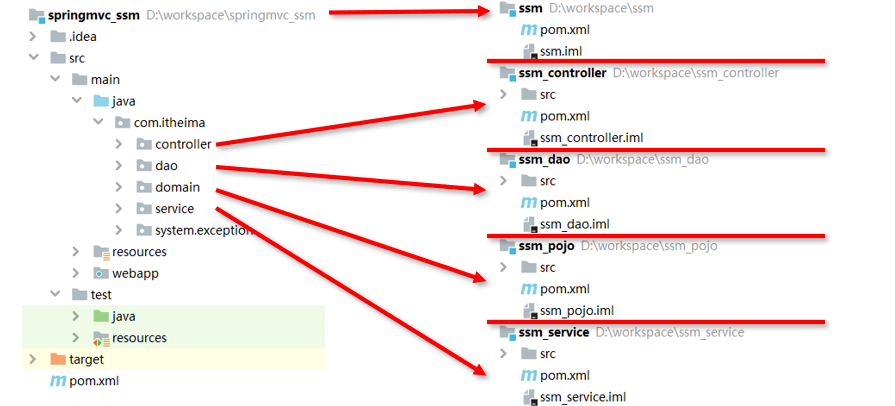 springmvc_ssm D:\workspace\springmvc_ssm
.idea
src
main
java
com.itheima
controller
dao
domain
service
system.exception
resources
webapp
test
java
resources
target
pom.xml
ssm D:\workspace\ssm
pom.xml
ssm.iml
ssm_controller D:\workspace\ssm_controller
src
pom.xml
ssm_controller.iml
ssm_dao D:\workspace\ssm_dao
src
pom.xml
ssm_dao.iml
ssm_pojo D:\workspace\ssm_pojo
src
pom.xml
ssm_pojo.iml
ssm_service D:\workspace\ssm_service
src
pom.xml
ssm_service.iml